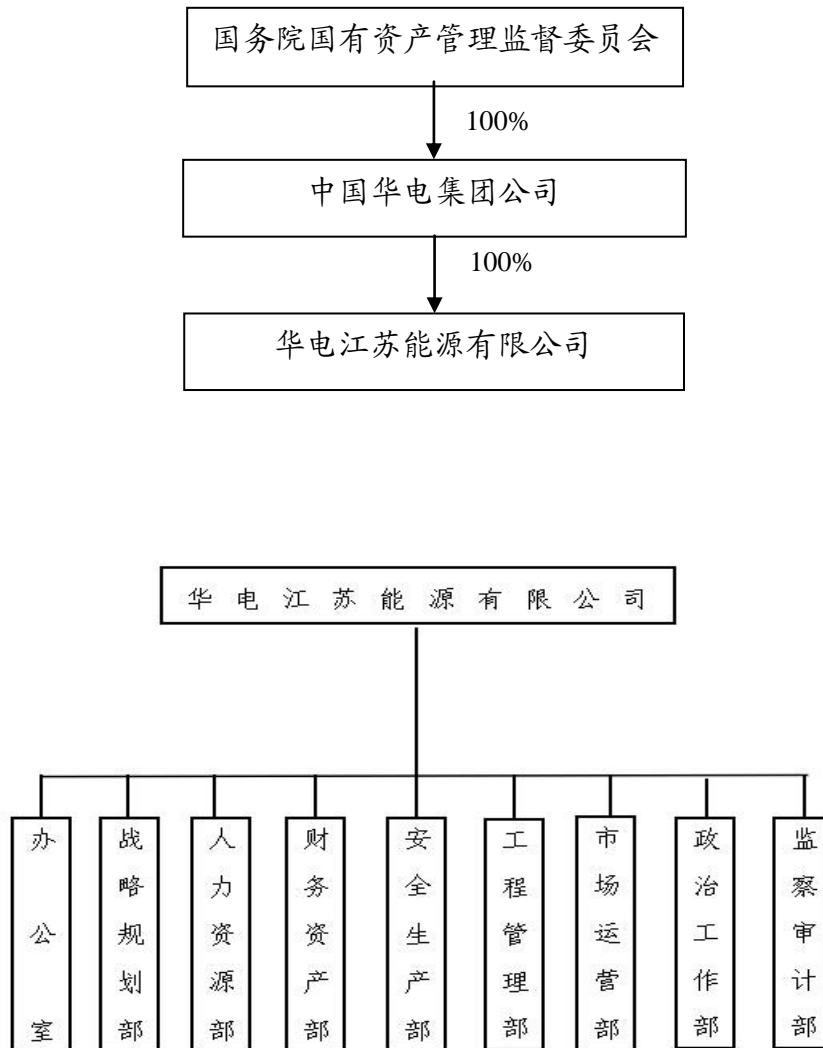 国务院国有资产管理监督委员会
100%
中国华电集团公司
100%
华电江苏能源有限公司
华电江苏能源有限公司
办公室
战略规划部
人力资源部
财务资产部
安全生产部
工程管理部
市场运营部
政治工作部
监察审计部